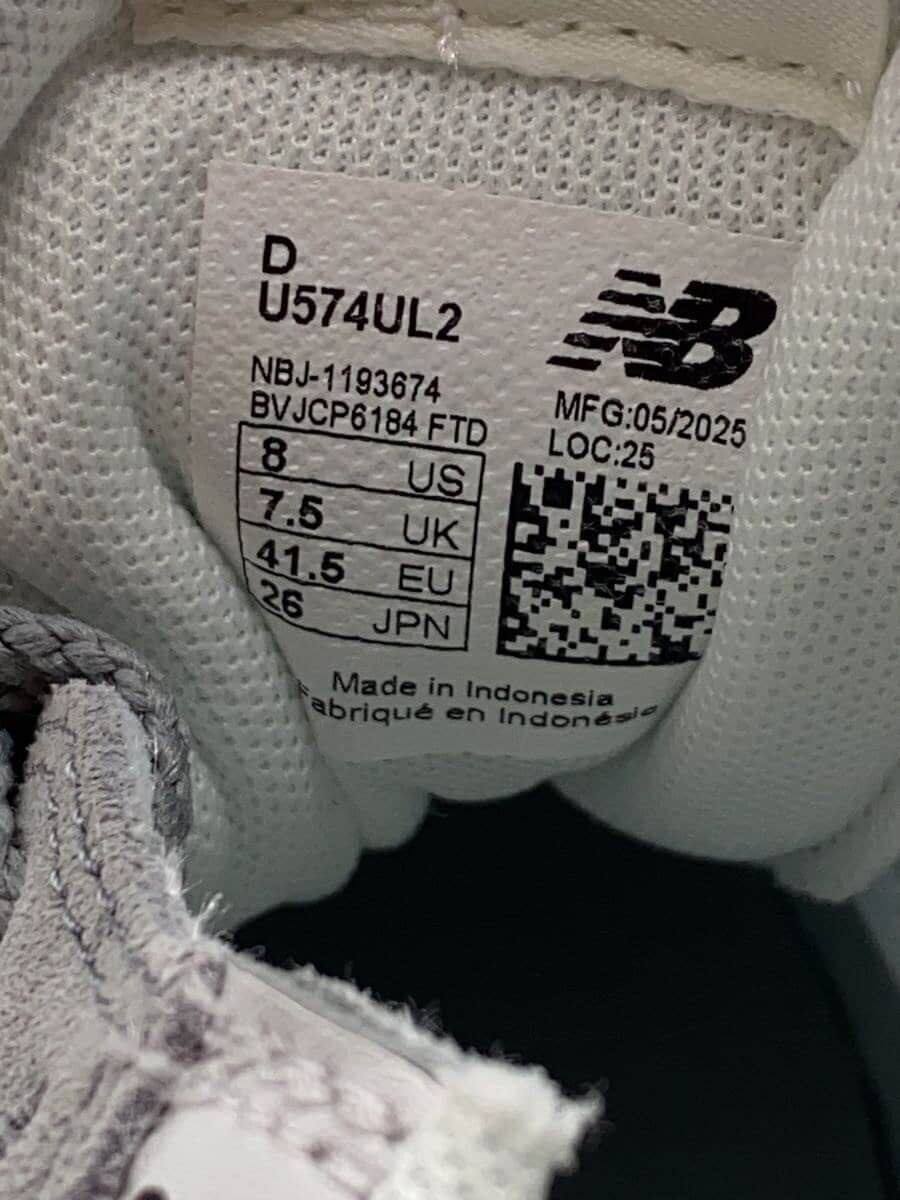 D
U574UL2
NB
NBJ-1193674
BVJCP6184 FTD
MFG:05/2025
LOC:25
8 US
7.5 UK
41.5 EU
26 JPN
Made in Indonesia
Fabriqué en Indonésie